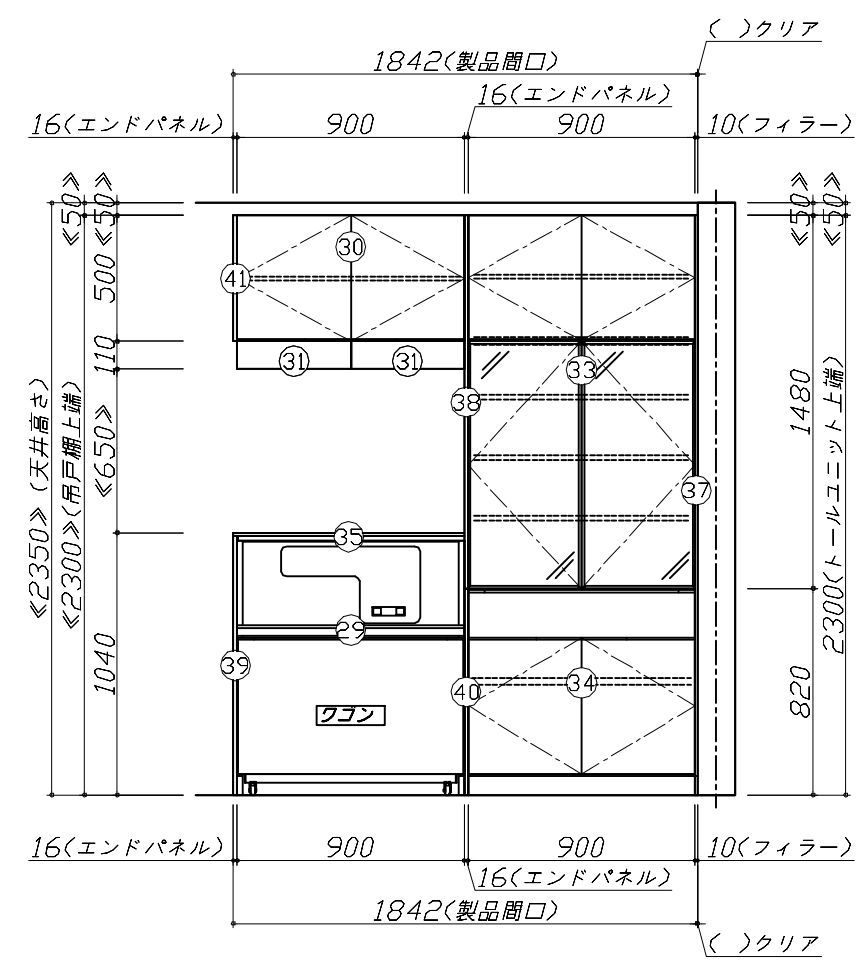 ( )クリア
1842(製品間口)
16(エンドパネル)
16(エンドパネル)
900
900
10(フィラー)
≪50≫
≪50≫
≪50≫
≪50≫
30
41
500
110
31
31
33
38
1480
≪2350≫(天井高さ)
≪2300≫(吊戸棚上端)
≪650≫
2300(トールユニット上端)
37
35
29
39
40
34
1040
820
ワゴン
16(エンドパネル)
900
900
10(フィラー)
16(エンドパネル)
1842(製品間口)
( )クリア